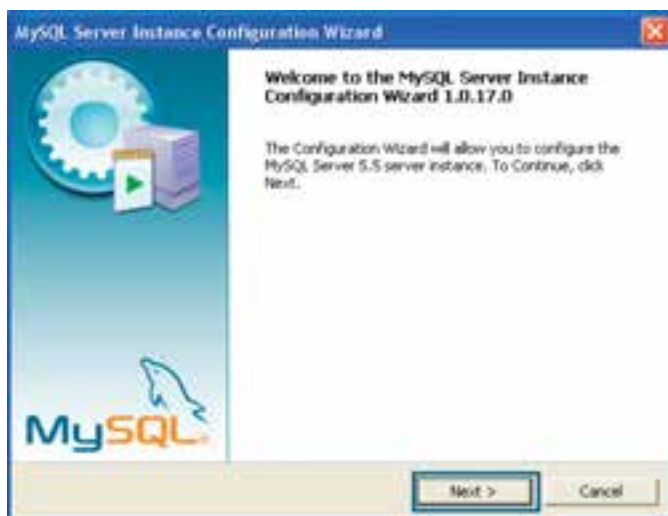 MySQL Server Instance Configuration Wizard
Welcome to the MySQL Server Instance
Configuration Wizard 1.0.17.0
The Configuration Wizard will allow you to configure the
MySQL Server 5.5 server instance. To Continue, click
Next.
MySQL
Next >
Cancel